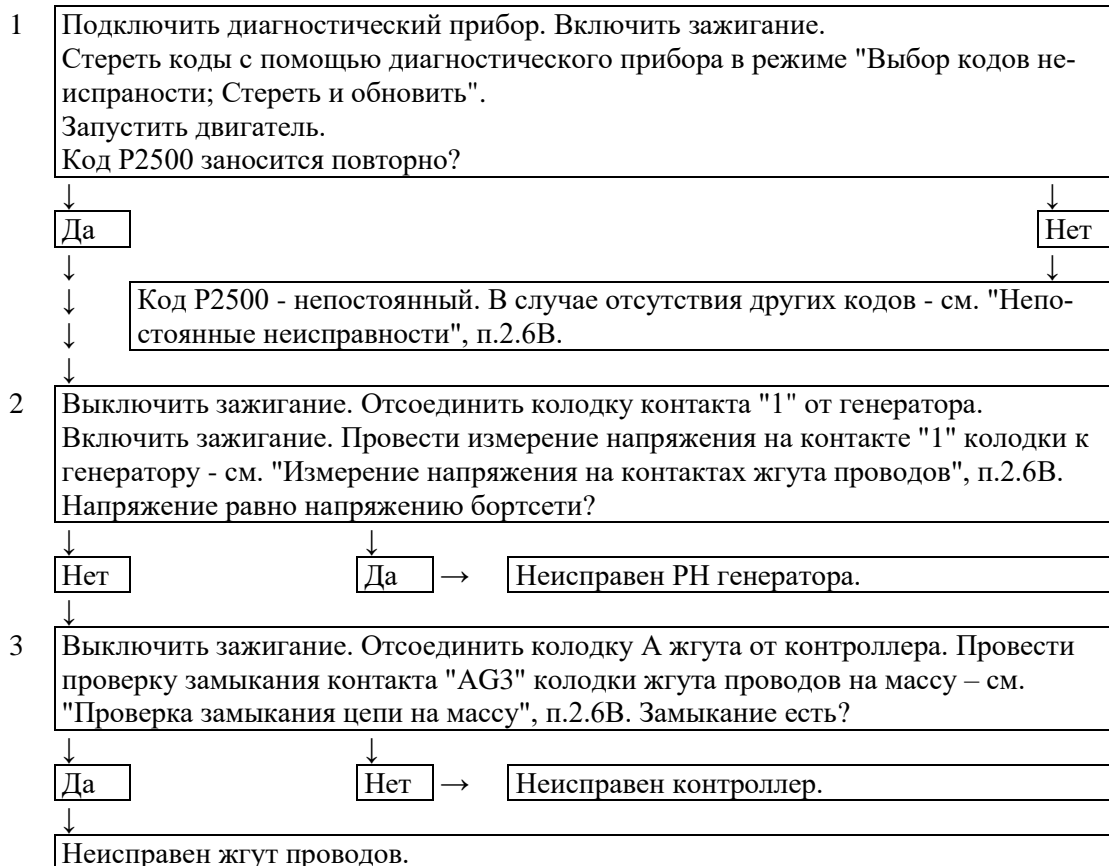 1 Подключить диагностический прибор. Включить зажигание.
Стереть коды с помощью диагностического прибора в режиме "Выбор кодов не-
испраности; Стереть и обновить".
Запустить двигатель.
Код Р2500 заносится повторно?
↓ ↓
Да Нет
↓ ↓
↓ Код Р2500 - непостоянный. В случае отсутствия других кодов - см. "Непо-
↓ стоянные неисправности", п.2.6В.
↓
2 Выключить зажигание. Отсоединить колодку контакта "1" от генератора.
Включить зажигание. Провести измерение напряжения на контакте "1" колодки к
генератору - см. "Измерение напряжения на контактах жгута проводов", п.2.6В.
Напряжение равно напряжению бортсети?
↓ ↓
Нет Да → Неисправен РН генератора.
↓
3 Выключить зажигание. Отсоединить колодку А жгута от контроллера. Провести
проверку замыкания контакта "AG3" колодки жгута проводов на массу – см.
"Проверка замыкания цепи на массу", п.2.6В. Замыкание есть?
↓ ↓
Да Нет → Неисправен контроллер.
↓
Неисправен жгут проводов.